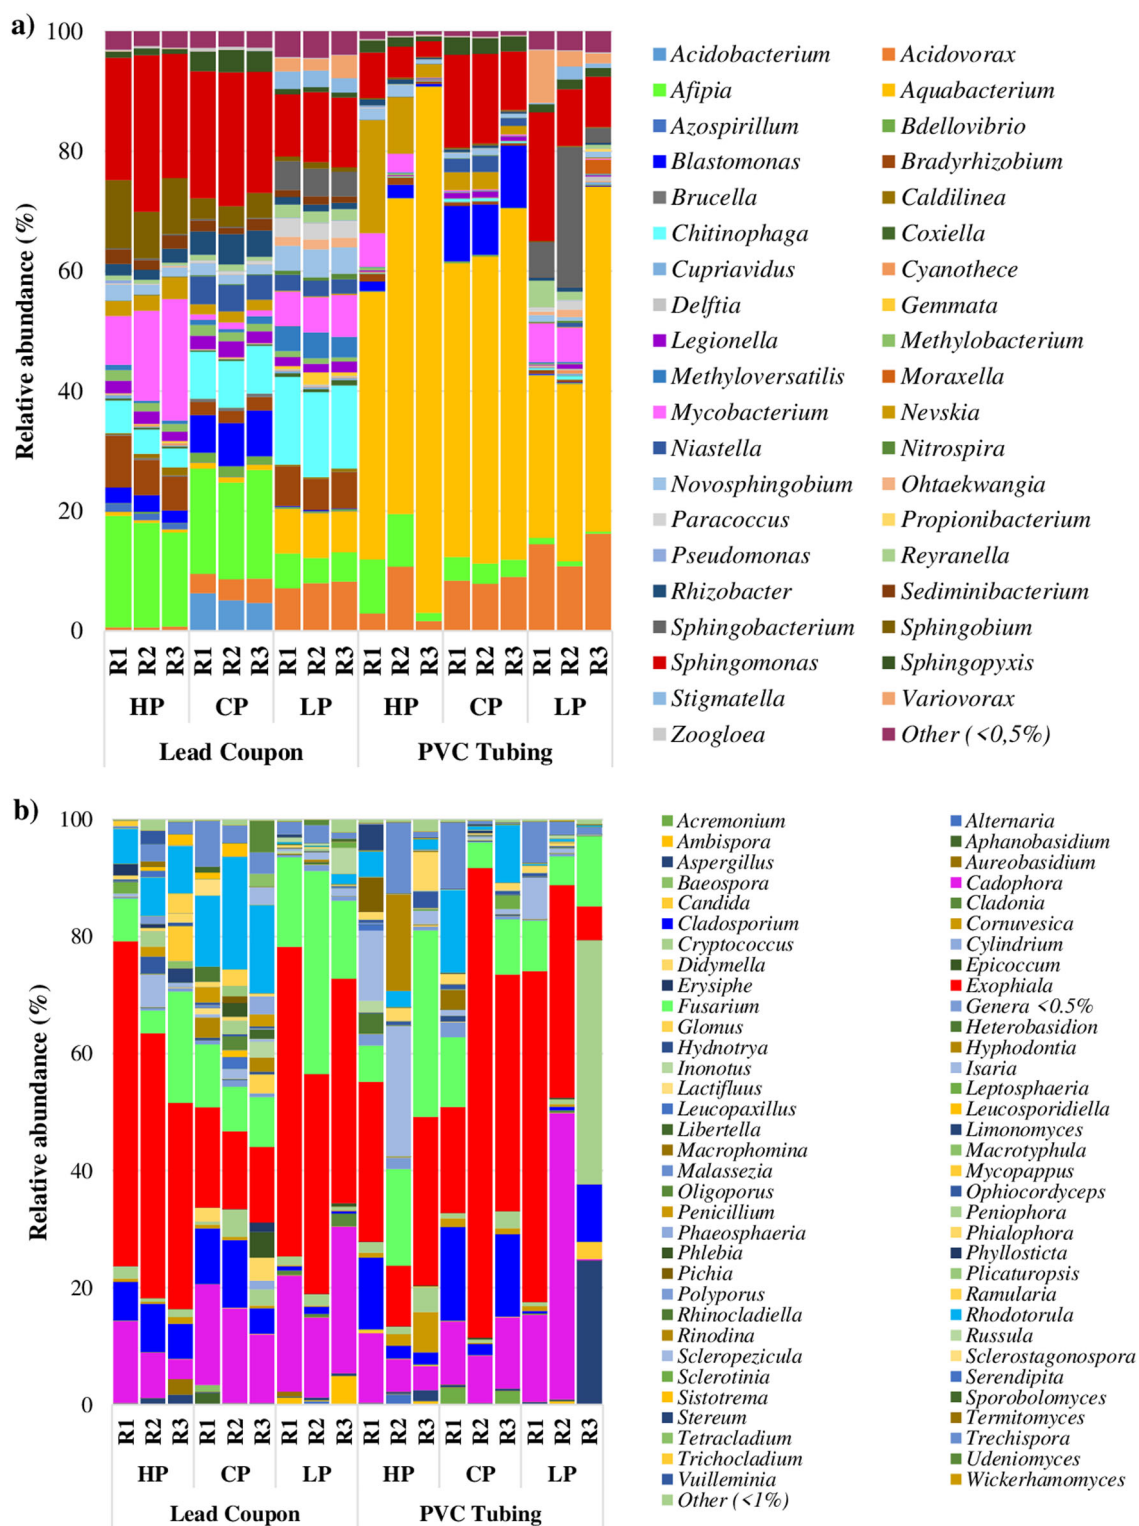 a)
100
80
60
40
20
0
Relative abundance (%)
R1 R2 R3 R1 R2 R3 R1 R2 R3 R1 R2 R3 R1 R2 R3 R1 R2 R3
HP CP LP HP CP LP
Lead Coupon PVC Tubing
Acidobacterium Acidovorax
Afipia Aquabacterium
Azospirillum Bdellovibrio
Blastomonas Bradyrhizobium
Brucella Caldilinea
Chitinophaga Coxiella
Cupriavidus Cyanothece
Delftia Gemmata
Legionella Methylobacterium
Methyloversatilis Moraxella
Mycobacterium Nevskia
Niastella Nitrospira
Novosphingobium Ohtaekwangia
Paracoccus Propionibacterium
Pseudomonas Reyranella
Rhizobacter Sediminibacterium
Sphingobacterium Sphingobium
Sphingomonas Sphingopyxis
Stigmatella Variovorax
Zoogloea Other (<0,5%)
b)
100
80
60
40
20
0
Relative abundance (%)
R1 R2 R3 R1 R2 R3 R1 R2 R3 R1 R2 R3 R1 R2 R3 R1 R2 R3
HP CP LP HP CP LP
Lead Coupon PVC Tubing
Acremonium Alternaria
Ambispora Aphanobasidium
Aspergillus Aureobasidium
Baeospora Cadophora
Candida Cladonia
Cladosporium Cornuvesica
Cryptococcus Cylindrium
Didymella Epicoccum
Erysiphe Exophiala
Fusarium Genera <0.5%
Glomus Heterobasidion
Hydnotrya Hyphodontia
Inonotus Isaria
Lactifluus Leptosphaeria
Leucopaxillus Leucosporidiella
Libertella Limonomyces
Macrophomina Macrotyphula
Malassezia Mycopappus
Oligoporus Ophiocordyceps
Penicillium Peniophora
Phaeosphaeria Phialophora
Phlebia Phyllosticta
Pichia Plicaturopsis
Polyporus Ramularia
Rhinocladiella Rhodotorula
Rinodina Russula
Scleropezicula Sclerostagonospora
Sclerotinia Serendipita
Sistotrema Sporobolomyces
Stereum Termitomyces
Tetracladium Trechispora
Trichocladium Udeniomyces
Vuilleminia Wickerhamomyces
Other (<1%)